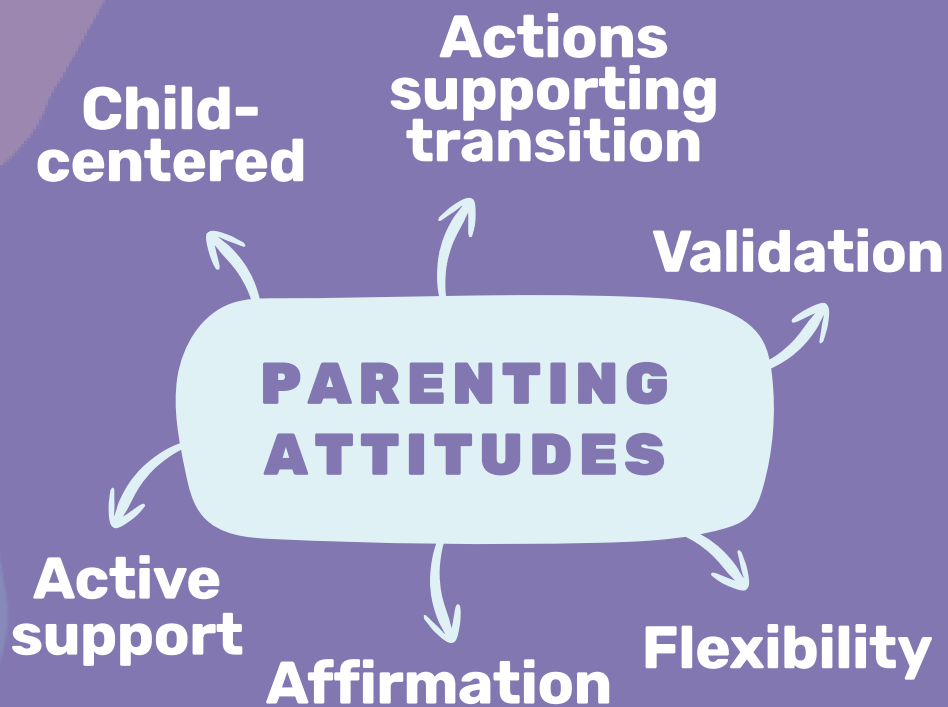 Actions
supporting
transition
Child-
centered
Validation
PARENTING
ATTITUDES
Active
support
Affirmation
Flexibility